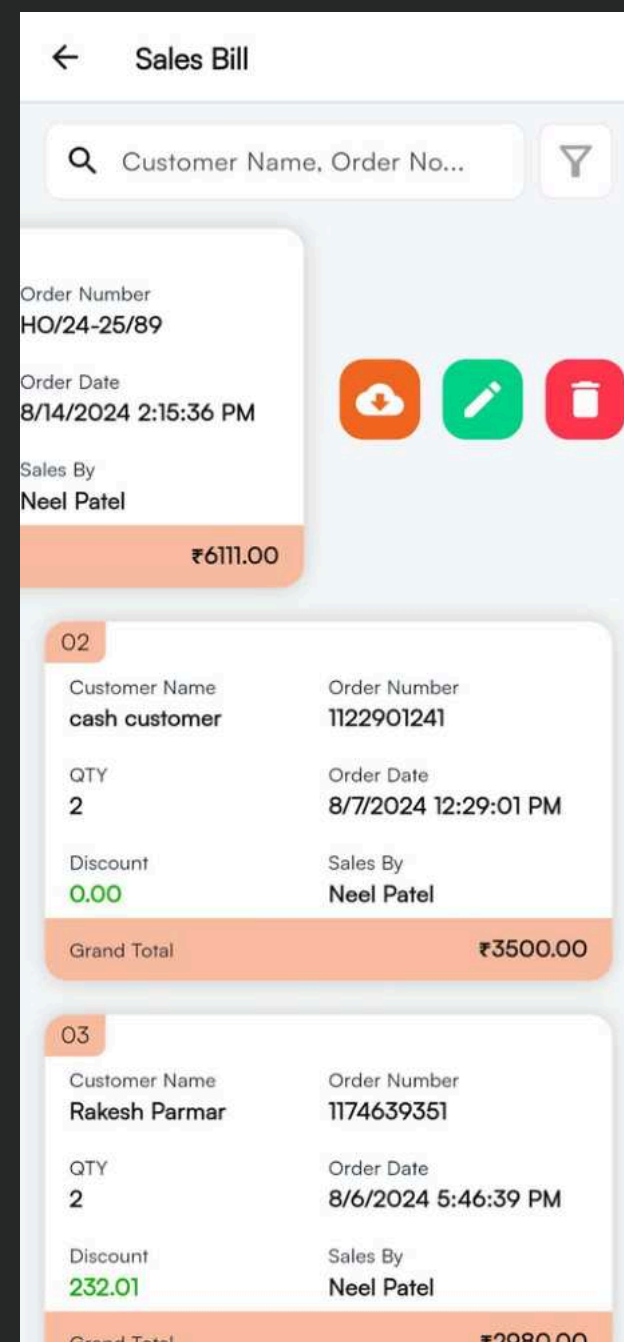 Sales Bill
Customer Name, Order No...
Order Number
HO/24-25/89
Order Date
8/14/2024 2:15:36 PM
Sales By
Neel Patel
₹6111.00
02
Customer Name Order Number
cash customer 1122901241
QTY Order Date
2 8/7/2024 12:29:01 PM
Discount Sales By
0.00 Neel Patel
Grand Total ₹3500.00
03
Customer Name Order Number
Rakesh Parmar 1174639351
QTY Order Date
2 8/6/2024 5:46:39 PM
Discount Sales By
232.01 Neel Patel
Grand Total ₹2980.00